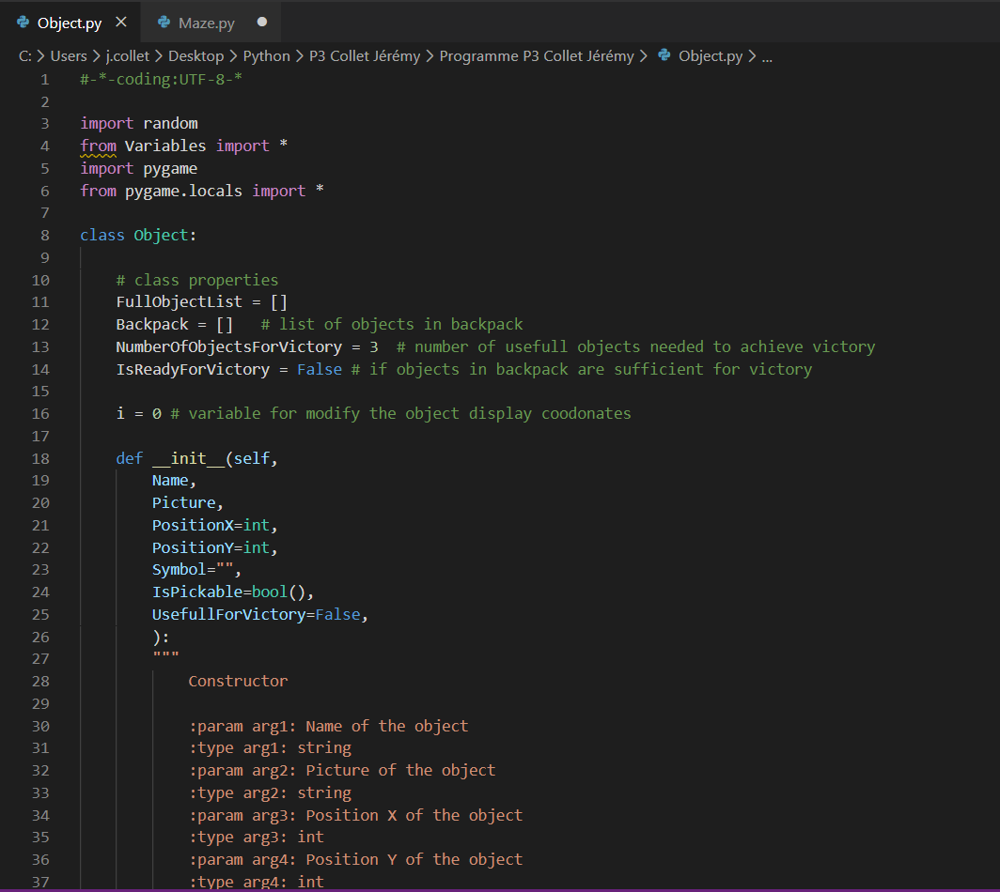 Object.py × Maze.py ●
C: > Users > j.collet > Desktop > Python > P3 Collet Jérémy > Programme P3 Collet Jérémy > Object.py > ...
1 #-*-coding:UTF-8-*
2
3 import random
4 from Variables import *
5 import pygame
6 from pygame.locals import *
7
8 class Object:
9
10     # class properties
11     FullObjectList = []
12     Backpack = []   # list of objects in backpack
13     NumberOfObjectsForVictory = 3  # number of usefull objects needed to achieve victory
14     IsReadyForVictory = False # if objects in backpack are sufficient for victory
15
16     i = 0 # variable for modify the object display coodonates
17
18     def __init__(self,
19         Name,
20         Picture,
21         PositionX=int,
22         PositionY=int,
23         Symbol="",
24         IsPickable=bool(),
25         UsefullForVictory=False,
26         ):
27         """
28             Constructor
29
30             :param arg1: Name of the object
31             :type arg1: string
32             :param arg2: Picture of the object
33             :type arg2: string
34             :param arg3: Position X of the object
35             :type arg3: int
36             :param arg4: Position Y of the object
37             :type arg4: int